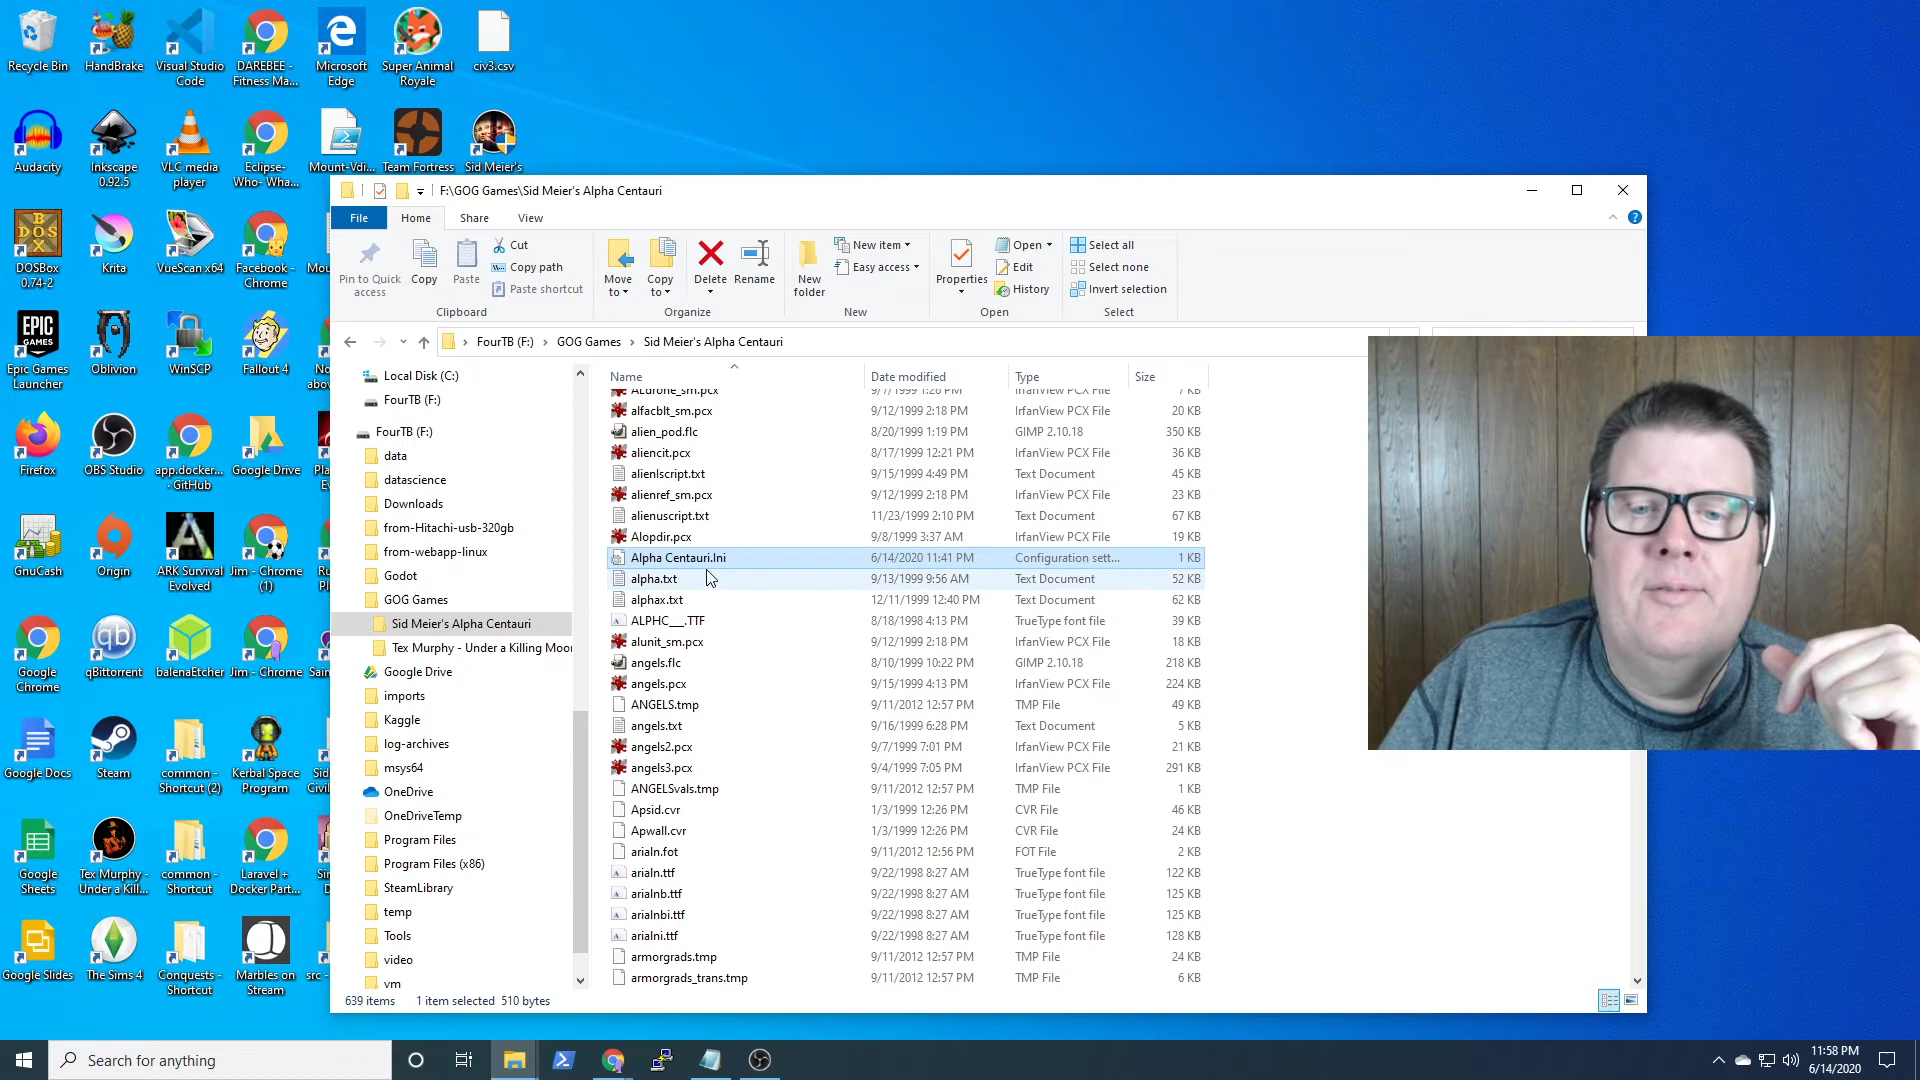 Recycle Bin
HandBrake
Visual Studio
Code
DAREBEE -
Fitness Ma...
Microsoft
Edge
Super Animal
Royale
civ3.csv
Audacity
Inkscape
0.92.5
VLC media
player
Eclipse-
Who- Wha...
Mount-Vdi...
Team Fortress
Sid Meier's
DOSBox
0.74-2
Krita
VueScan x64
Facebook -
Chrome
Epic Games
Launcher
Oblivion
WinSCP
Fallout 4
Firefox
OBS Studio
app.docker...
· GitHub
Google Drive
GnuCash
Origin
ARK Survival
Evolved
Jim - Chrome
(1)
Google
Chrome
qBittorrent
balenaEtcher
Jim - Chrome
Google Docs
Steam
common -
Shortcut (2)
Kerbal Space
Program
Google
Sheets
Tex Murphy -
Under a Kill...
common -
Shortcut
Laravel +
Docker Part...
Google Slides
The Sims 4
Conquests -
Shortcut
Marbles on
Stream
F:\GOG Games\Sid Meier's Alpha Centauri
File Home Share View
Pin to Quick
access
Copy
Paste
Cut
Copy path
Paste shortcut
Clipboard
Move
to
Copy
to
Delete
Rename
Organize
New
folder
New item
Easy access
New
Properties
Open
Edit
History
Open
Select all
Select none
Invert selection
Select
FourTB (F:) › GOG Games › Sid Meier's Alpha Centauri
Local Disk (C:)
FourTB (F:)
FourTB (F:)
data
datascience
Downloads
from-Hitachi-usb-320gb
from-webapp-linux
Godot
GOG Games
Sid Meier's Alpha Centauri
Tex Murphy - Under a Killing Moo
Google Drive
imports
Kaggle
log-archives
msys64
OneDrive
OneDriveTemp
Program Files
Program Files (x86)
SteamLibrary
temp
Tools
video
vm
Name Date modified Type Size
ALdrone_sm.pcx 9/7/1999 1:26 PM IrfanView PCX File 7 KB
alfacblt_sm.pcx 9/12/1999 2:18 PM IrfanView PCX File 20 KB
alien_pod.flc 8/20/1999 1:19 PM GIMP 2.10.18 350 KB
aliencit.pcx 8/17/1999 12:21 PM IrfanView PCX File 36 KB
alienlscript.txt 9/15/1999 4:49 PM Text Document 45 KB
alienref_sm.pcx 9/12/1999 2:18 PM IrfanView PCX File 23 KB
alienuscript.txt 11/23/1999 2:10 PM Text Document 67 KB
Alopdir.pcx 9/8/1999 3:37 AM IrfanView PCX File 19 KB
Alpha Centauri.Ini 6/14/2020 11:41 PM Configuration sett... 1 KB
alpha.txt 9/13/1999 9:56 AM Text Document 52 KB
alphax.txt 12/11/1999 12:40 PM Text Document 62 KB
ALPHC___.TTF 8/18/1998 4:13 PM TrueType font file 39 KB
alunit_sm.pcx 9/12/1999 2:18 PM IrfanView PCX File 18 KB
angels.flc 8/10/1999 10:22 PM GIMP 2.10.18 218 KB
angels.pcx 9/15/1999 4:13 PM IrfanView PCX File 224 KB
ANGELS.tmp 9/11/2012 12:57 PM TMP File 49 KB
angels.txt 9/16/1999 6:28 PM Text Document 5 KB
angels2.pcx 9/7/1999 7:01 PM IrfanView PCX File 21 KB
angels3.pcx 9/4/1999 7:05 PM IrfanView PCX File 291 KB
ANGELSvals.tmp 9/11/2012 12:57 PM TMP File 1 KB
Apsid.cvr 1/3/1999 12:26 PM CVR File 46 KB
Apwall.cvr 1/3/1999 12:26 PM CVR File 24 KB
arialn.fot 9/11/2012 12:56 PM FOT File 2 KB
arialn.ttf 9/22/1998 8:27 AM TrueType font file 122 KB
arialnb.ttf 9/22/1998 8:27 AM TrueType font file 125 KB
arialnbi.ttf 9/22/1998 8:27 AM TrueType font file 125 KB
arialni.ttf 9/22/1998 8:27 AM TrueType font file 128 KB
armorgrads.tmp 9/11/2012 12:57 PM TMP File 24 KB
armorgrads_trans.tmp 9/11/2012 12:57 PM TMP File 6 KB
639 items 1 item selected 510 bytes
Search for anything
11:58 PM
6/14/2020